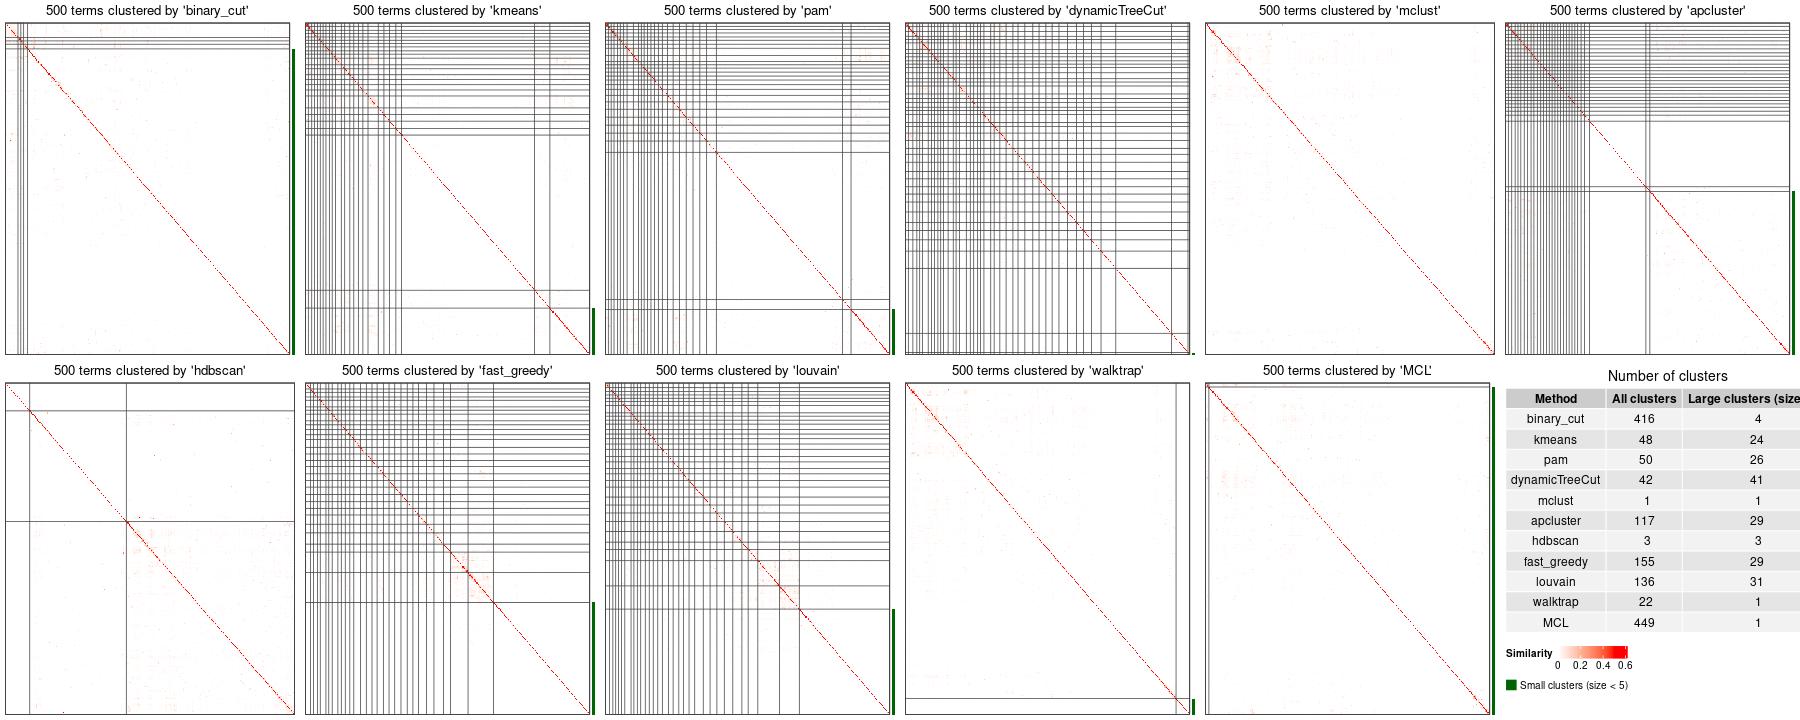 500 terms clustered by 'binary_cut'
500 terms clustered by 'kmeans'
500 terms clustered by 'pam'
500 terms clustered by 'dynamicTreeCut'
500 terms clustered by 'mclust'
500 terms clustered by 'apcluster'
500 terms clustered by 'hdbscan'
500 terms clustered by 'fast_greedy'
500 terms clustered by 'louvain'
500 terms clustered by 'walktrap'
500 terms clustered by 'MCL'
Number of clusters
Method All clusters Large clusters (size
binary_cut 416 4
kmeans 48 24
pam 50 26
dynamicTreeCut 42 41
mclust 1 1
apcluster 117 29
hdbscan 3 3
fast_greedy 155 29
louvain 136 31
walktrap 22 1
MCL 449 1
Similarity
0 0.2 0.4 0.6
Small clusters (size < 5)